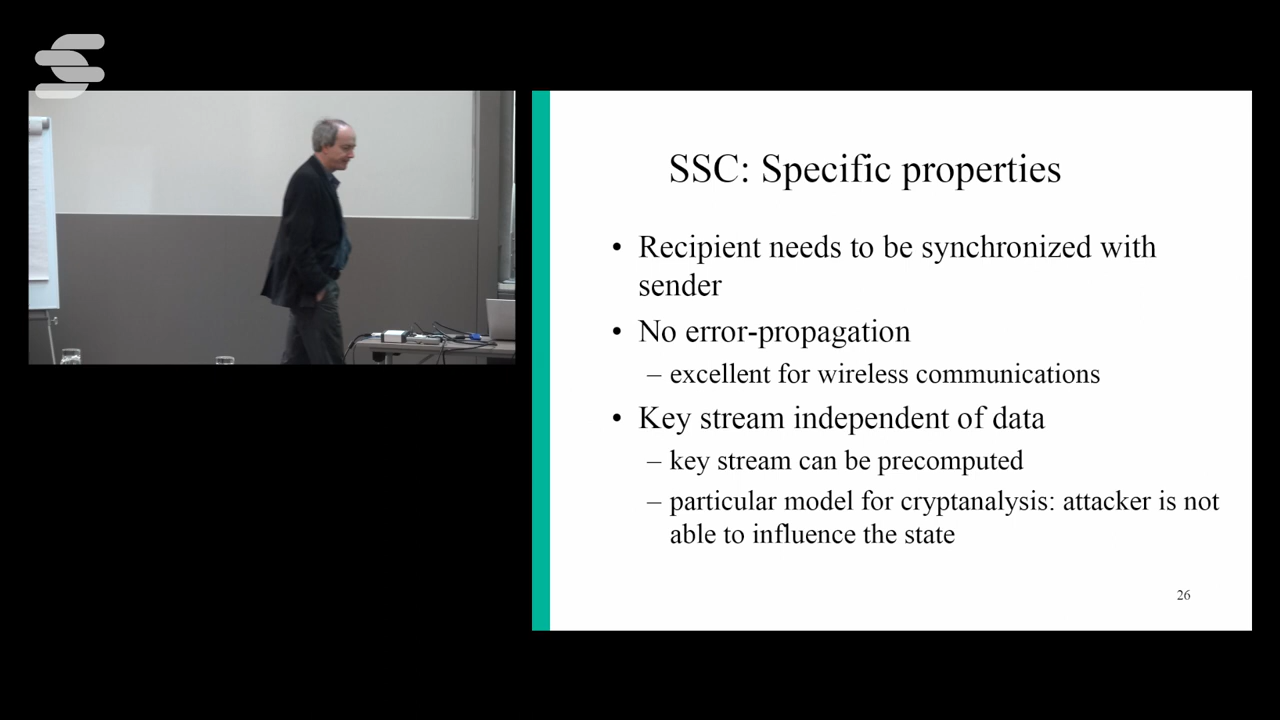 SSC: Specific properties
• Recipient needs to be synchronized with
sender
• No error-propagation
– excellent for wireless communications
• Key stream independent of data
– key stream can be precomputed
– particular model for cryptanalysis: attacker is not
able to influence the state
26